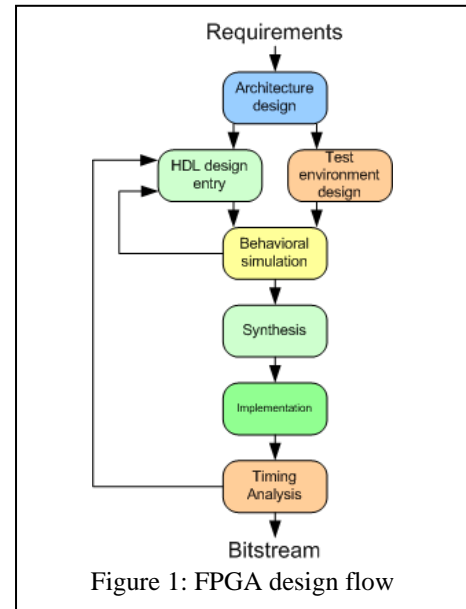 Requirements
Architecture
design
HDL design
entry
Test
environment
design
Behavioral
simulation
Synthesis
Implementation
Timing
Analysis
Bitstream
Figure 1: FPGA design flow